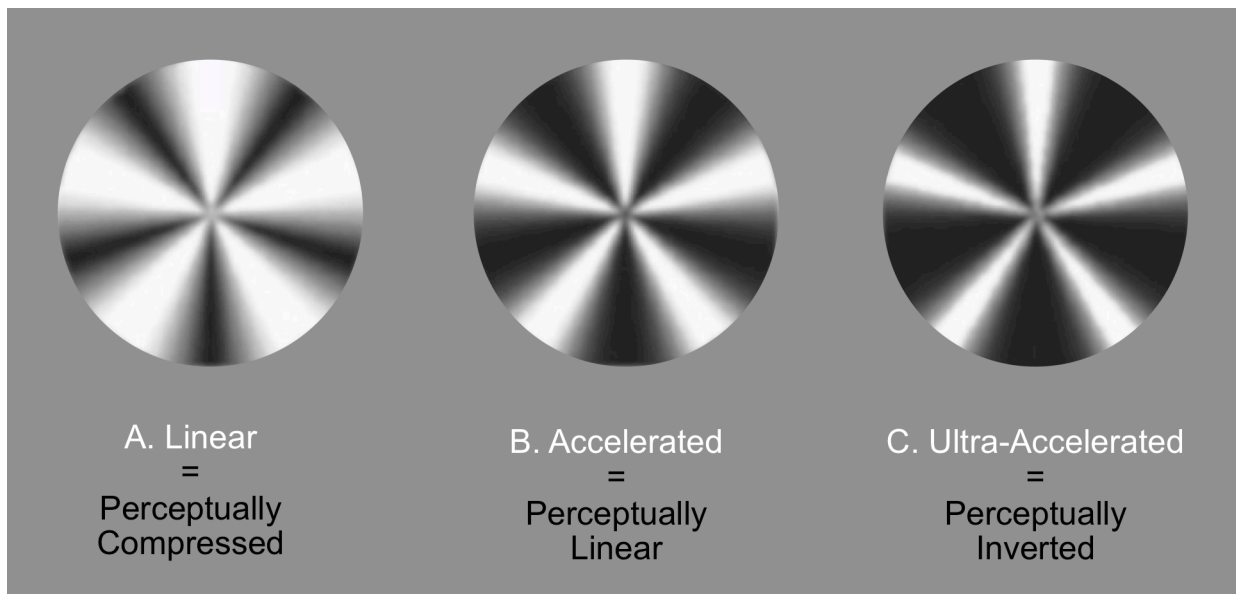 A. Linear
=
Perceptually
Compressed
B. Accelerated
=
Perceptually
Linear
C. Ultra-Accelerated
=
Perceptually
Inverted